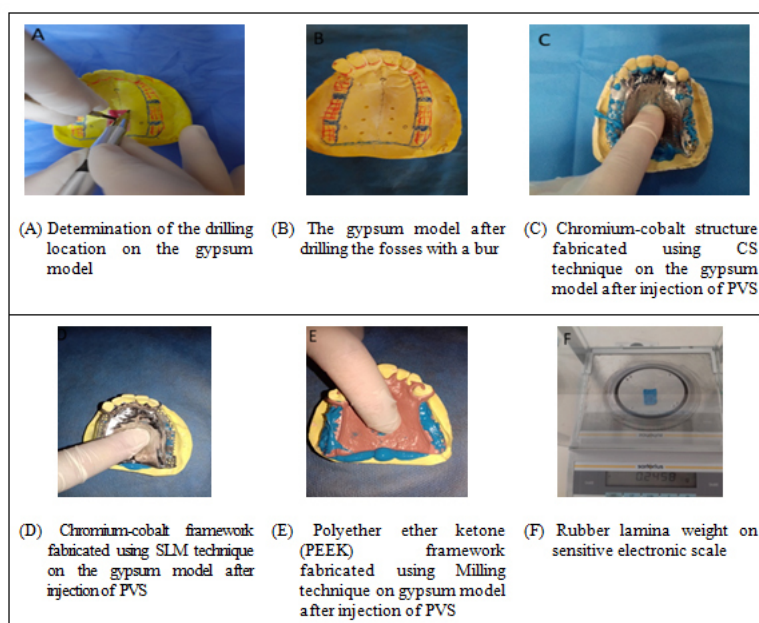 A
B
C
(A) Determination of the drilling
location on the gypsum
model
(B) The gypsum model after
drilling the fosses with a bur
(C) Chromium-cobalt structure
fabricated using CS
technique on the gypsum
model after injection of PVS
D
E
F
sartorius
0.2458
(D) Chromium-cobalt framework
fabricated using SLM technique
on the gypsum model after
injection of PVS
(E) Polyether ether ketone
(PEEK) framework
fabricated using Milling
technique on gypsum model
after injection of PVS
(F) Rubber lamina weight on
sensitive electronic scale